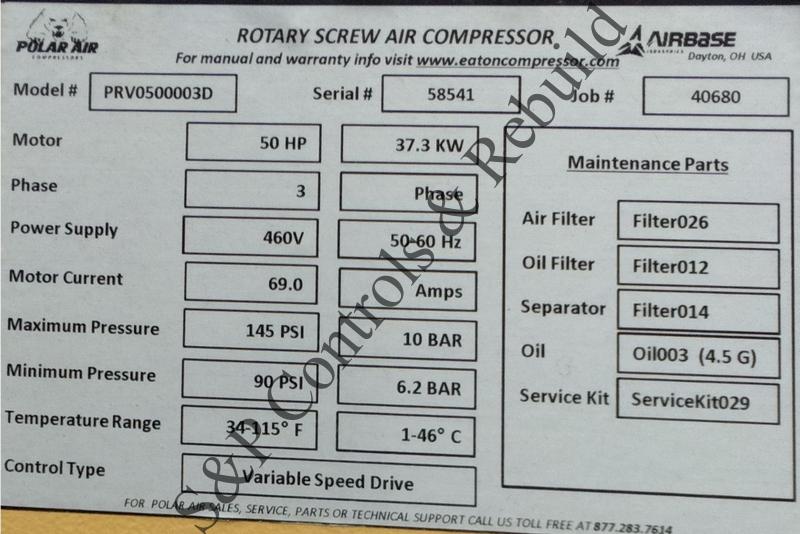 POLAR AIR
COMPRESSORS
ROTARY SCREW AIR COMPRESSOR
For manual and warranty info visit www.eatoncompressor.com
AIRBASE
INDUSTRIES
Dayton, OH USA
Model # PRV0500003D Serial # 58541 Job # 40680
Motor 50 HP 37.3 KW
Phase 3 Phase
Power Supply 460V 50-60 Hz
Motor Current 69.0 Amps
Maximum Pressure 145 PSI 10 BAR
Minimum Pressure 90 PSI 6.2 BAR
Temperature Range 34-115° F 1-46° C
Control Type Variable Speed Drive
Maintenance Parts
Air Filter Filter026
Oil Filter Filter012
Separator Filter014
Oil Oil003 (4.5 G)
Service Kit ServiceKit029
FOR POLAR AIR SALES, SERVICE, PARTS OR TECHNICAL SUPPORT CALL US TOLL FREE AT 877.283.7614
S&P Controls & Rebuild